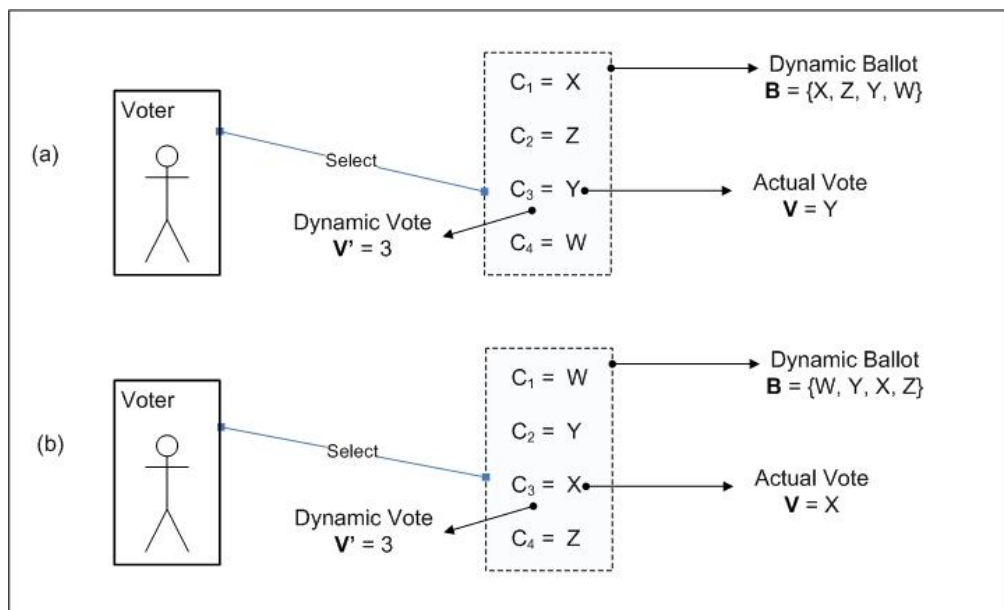 (a)
Voter
Select
Dynamic Vote
V' = 3
C₁ = X
C₂ = Z
C₃ = Y
C₄ = W
Dynamic Ballot
B = {X, Z, Y, W}
Actual Vote
V = Y
(b)
Voter
Select
Dynamic Vote
V' = 3
C₁ = W
C₂ = Y
C₃ = X
C₄ = Z
Dynamic Ballot
B = {W, Y, X, Z}
Actual Vote
V = X